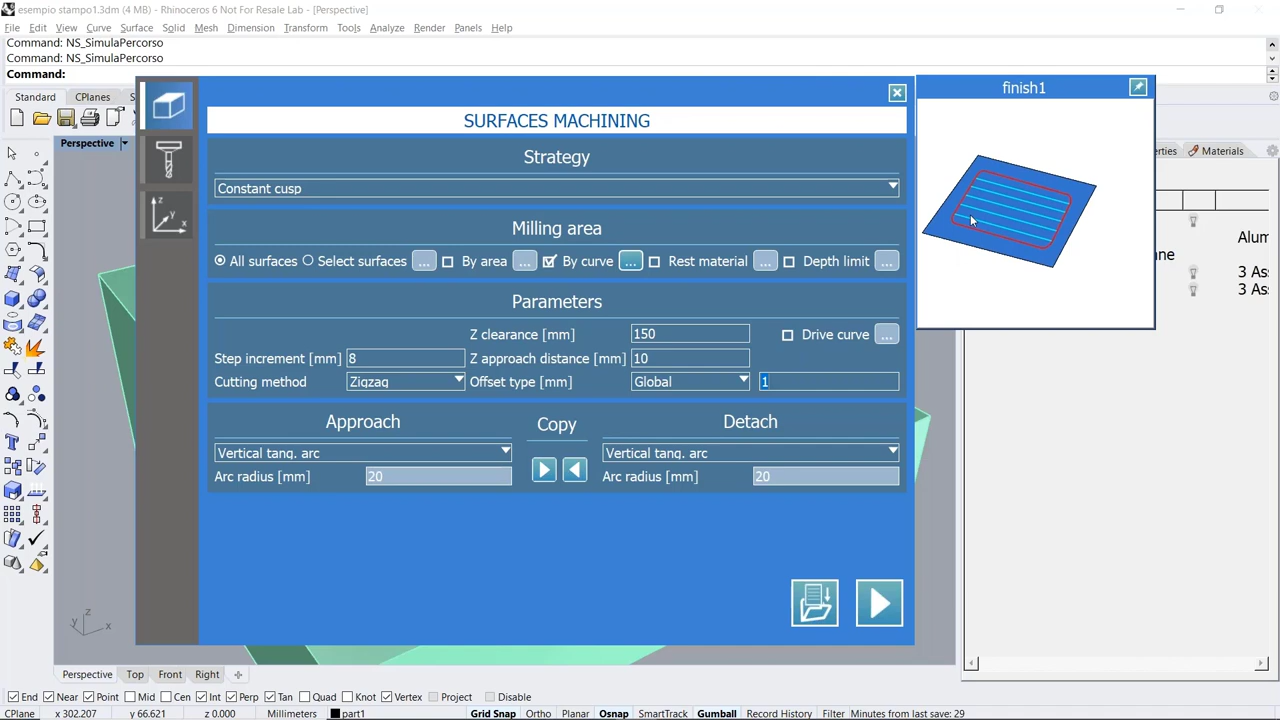 esempio stampo1.3dm (4 MB) - Rhinoceros 6 Not For Resale Lab - [Perspective]
File Edit View Curve Surface Solid Mesh Dimension Transform Tools Analyze Render Panels Help
Command: NS_SimulaPercorso
Command: NS_SimulaPercorso
Command:
Standard CPlanes
Perspective
finish1
SURFACES MACHINING
Materials
Strategy
Constant cusp
Milling area
Alum
All surfaces Select surfaces ... By area ... By curve ... Rest material ... Depth limit ...
3 Ass
3 Ass
Parameters
Z clearance [mm] 150 Drive curve ...
Step increment [mm] 8 Z approach distance [mm] 10
Cutting method Zigzag Offset type [mm] Global 1
Approach Copy Detach
Vertical tang. arc Vertical tang. arc
Arc radius [mm] 20 Arc radius [mm] 20
z
y
x
Perspective Top Front Right
End Near Point Mid Cen Int Perp Tan Quad Knot Vertex Project Disable
CPlane x 302.207 y 66.621 z 0.000 Millimeters part1 Grid Snap Ortho Planar Osnap SmartTrack Gumball Record History Filter Minutes from last save: 29